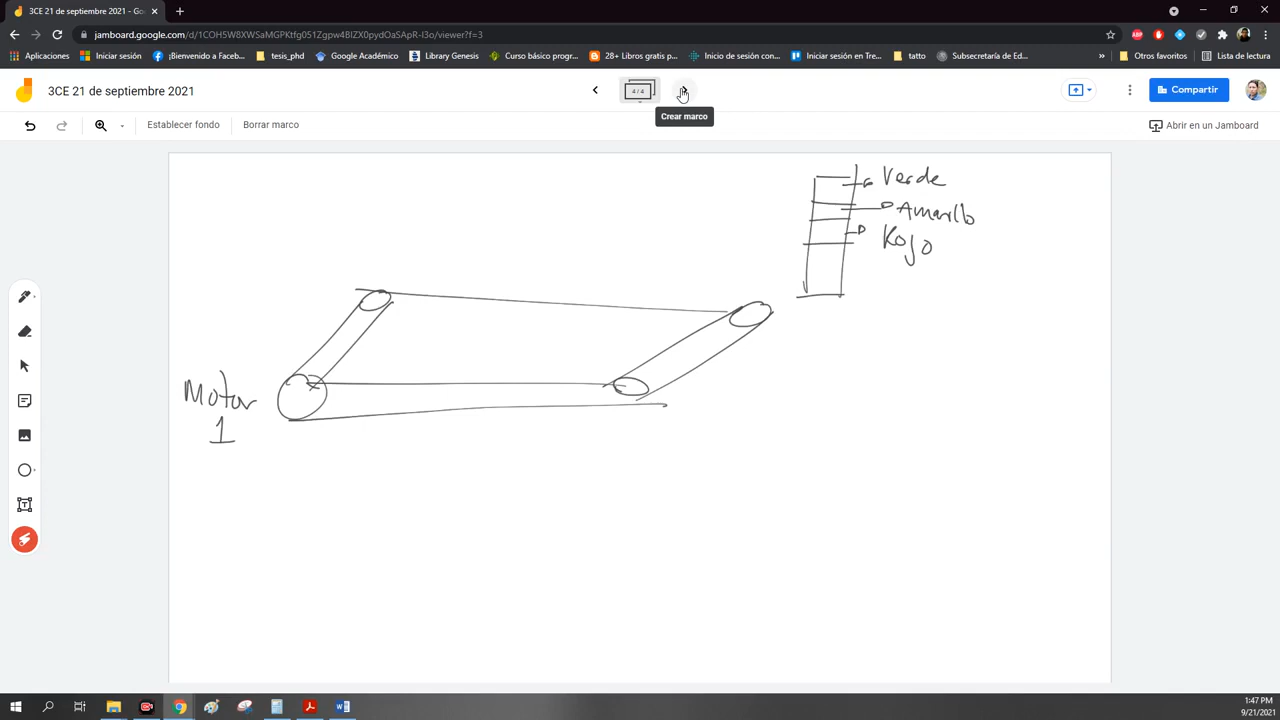 3CE 21 de septiembre 2021 - Goo
jamboard.google.com/d/1COH5W8XWSaMGPKtfg051Zgpw4BIZX0pydOaSApR-I3o/viewer?f=3
Aplicaciones
Iniciar sesión
¡Bienvenido a Faceb...
tesis_phd
Google Académico
Library Genesis
Curso básico progr...
28+ Libros gratis p...
Inicio de sesión con...
Iniciar sesión en Tre...
tatto
Subsecretaría de Ed...
»
Otros favoritos
Lista de lectura
3CE 21 de septiembre 2021
4 / 4
Compartir
Crear marco
Establecer fondo
Borrar marco
Abrir en un Jamboard
Verde
Amarillo
Rojo
Motor
1
1:47 PM
9/21/2021